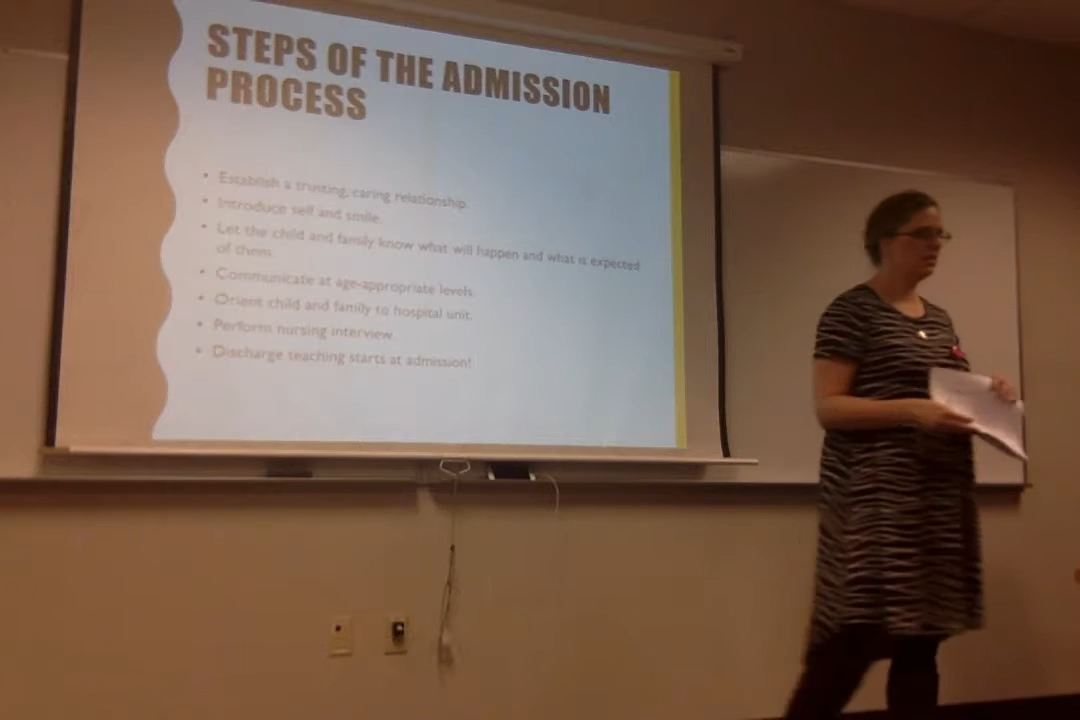 STEPS OF THE ADMISSION
PROCESS
• Establish a trusting, caring relationship.
• Introduce self and smile.
• Let the child and family know what will happen and what is expected
of them.
• Communicate at age-appropriate levels.
• Orient child and family to hospital unit.
• Perform nursing interview.
• Discharge teaching starts at admission!